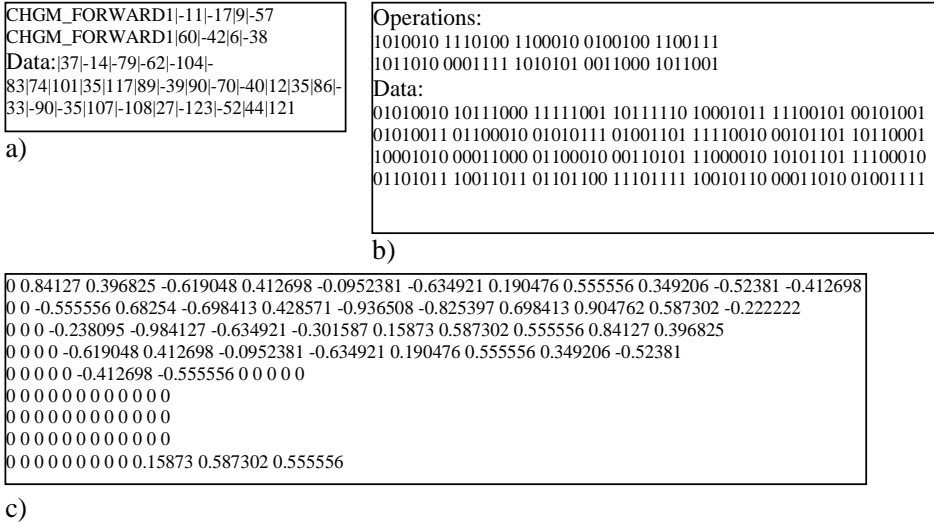 CHGM_FORWARD1|-11|-17|9|-57
CHGM_FORWARD1|60|-42|6|-38
Data:|37|-14|-79|-62|-104|-
83|74|101|35|117|89|-39|90|-70|-40|12|35|86|-
33|-90|-35|107|-108|27|-123|-52|44|121
a)
Operations:
1010010 1110100 1100010 0100100 1100111
1011010 0001111 1010101 0011000 1011001
Data:
01010010 10111000 11111001 10111110 10001011 11100101 00101001
01010011 01100010 01010111 01001101 11110010 00101101 10110001
10001010 00011000 01100010 00110101 11000010 10101101 11100010
01101011 10011011 01101100 11101111 10010110 00011010 01001111
b)
0 0.84127 0.396825 -0.619048 0.412698 -0.0952381 -0.634921 0.190476 0.555556 0.349206 -0.52381 -0.412698
0 0 -0.555556 0.68254 -0.698413 0.428571 -0.936508 -0.825397 0.698413 0.904762 0.587302 -0.222222
0 0 0 -0.238095 -0.984127 -0.634921 -0.301587 0.15873 0.587302 0.555556 0.84127 0.396825
0 0 0 0 -0.619048 0.412698 -0.0952381 -0.634921 0.190476 0.555556 0.349206 -0.52381
0 0 0 0 0 -0.412698 -0.555556 0 0 0 0 0
0 0 0 0 0 0 0 0 0 0 0 0
0 0 0 0 0 0 0 0 0 0 0 0
0 0 0 0 0 0 0 0 0 0 0 0
0 0 0 0 0 0 0 0 0 0.15873 0.587302 0.555556
c)